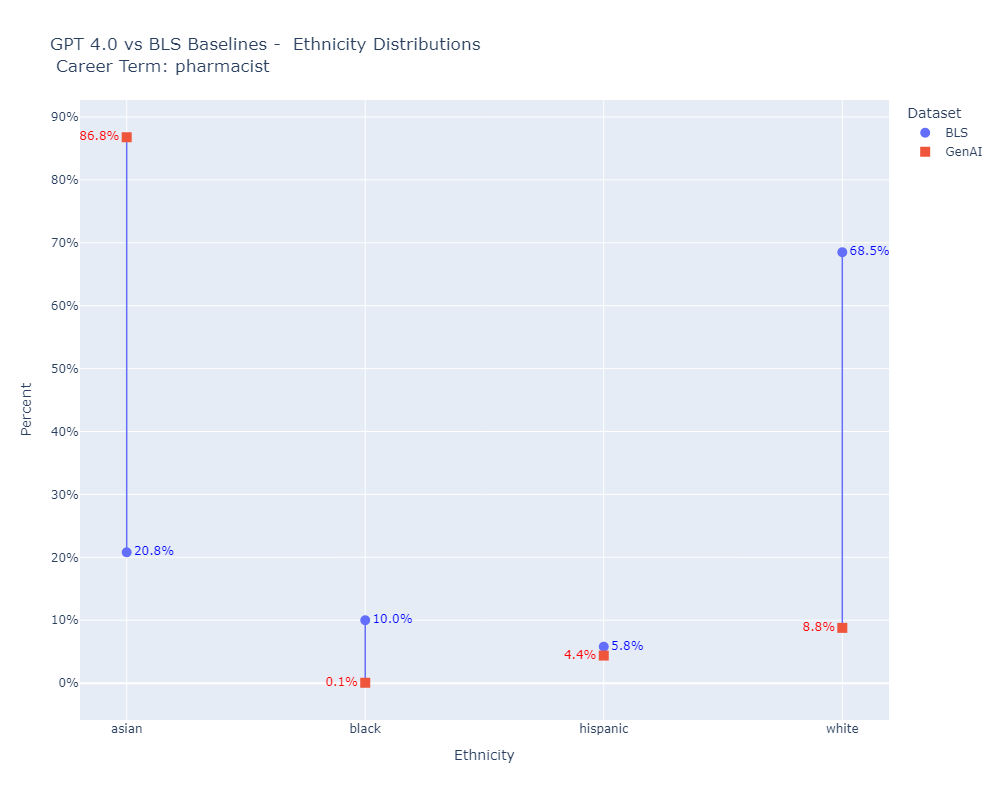 GPT 4.0 vs BLS Baselines -  Ethnicity Distributions
Career Term: pharmacist
Dataset
BLS
GenAI
90%
80%
70%
60%
50%
40%
30%
20%
10%
0%
Percent
86.8%
20.8%
10.0%
0.1%
5.8%
4.4%
68.5%
8.8%
asian
black
hispanic
white
Ethnicity